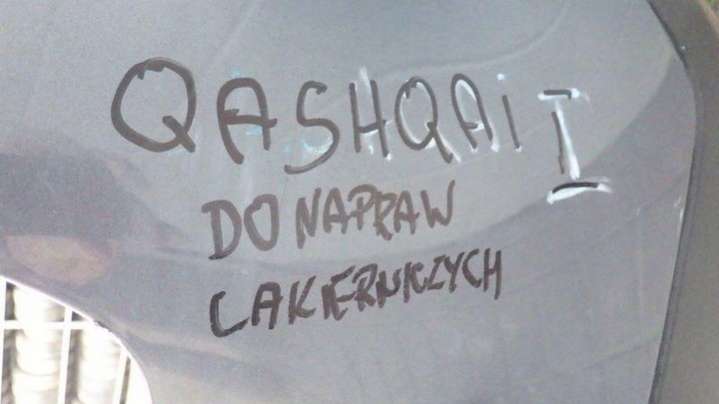 QASHQAi I
DO NAPRAW
LAKIERNICZYCH